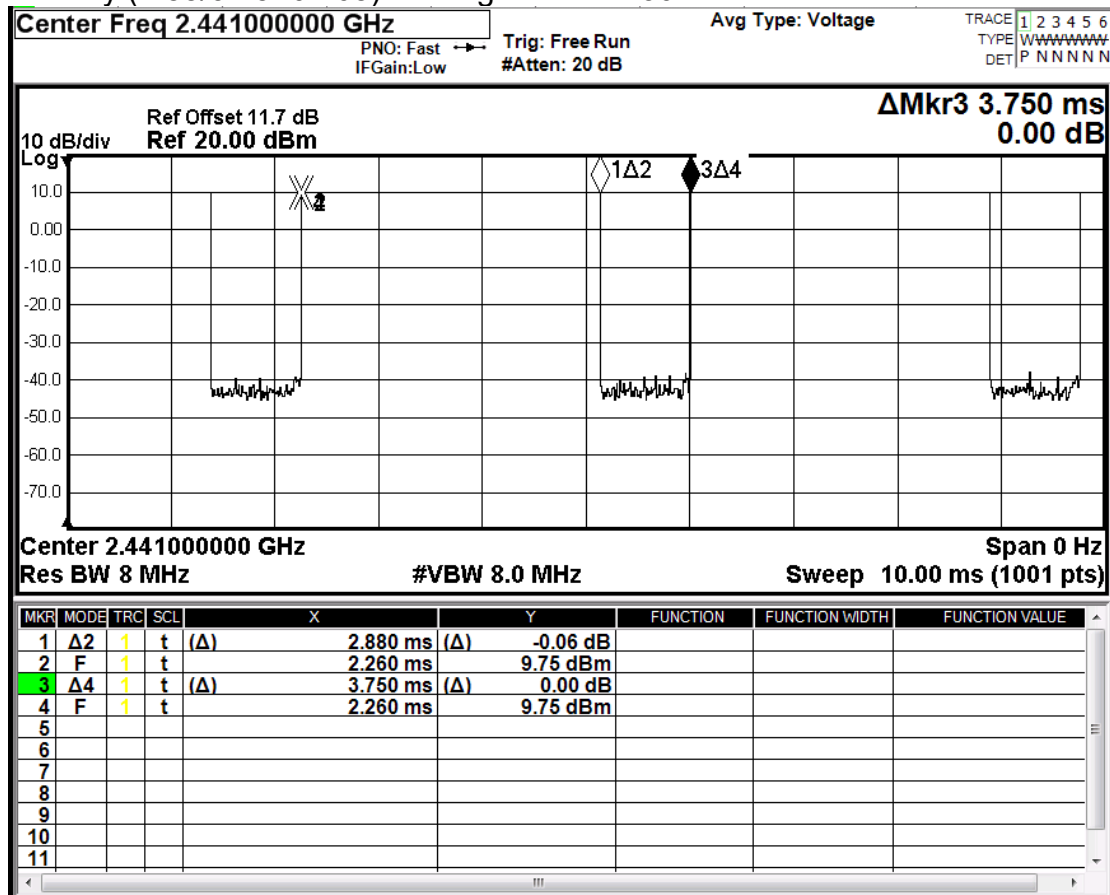 Center Freq 2.441000000 GHz
PNO: Fast
IFGain:Low
Trig: Free Run
#Atten: 20 dB
Avg Type: Voltage
TRACE 1 2 3 4 5 6
TYPE W W W W W W
DET P N N N N N
ΔMkr3 3.750 ms
0.00 dB
Ref Offset 11.7 dB
10 dB/div Ref 20.00 dBm
Log
1Δ2 3Δ4
10.0
0.00
-10.0
-20.0
-30.0
-40.0
-50.0
-60.0
-70.0
Center 2.441000000 GHz Span 0 Hz
Res BW 8 MHz #VBW 8.0 MHz Sweep 10.00 ms (1001 pts)
MKR MODE TRC SCL X Y FUNCTION FUNCTION WIDTH FUNCTION VALUE
1 Δ2 1 t (Δ) 2.880 ms (Δ) -0.06 dB
2 F 1 t 2.260 ms 9.75 dBm
3 Δ4 1 t (Δ) 3.750 ms (Δ) 0.00 dB
4 F 1 t 2.260 ms 9.75 dBm
5
6
7
8
9
10
11